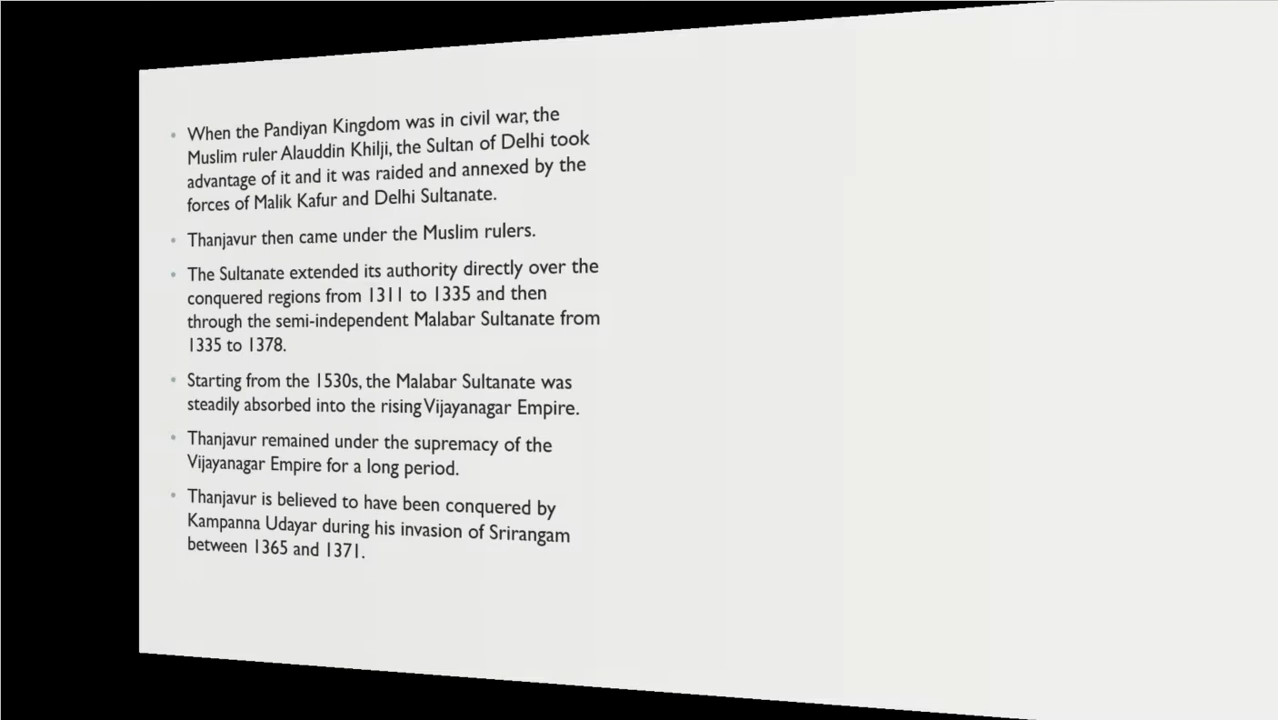 • When the Pandiyan Kingdom was in civil war, the
Muslim ruler Alauddin Khilji, the Sultan of Delhi took
advantage of it and it was raided and annexed by the
forces of Malik Kafur and Delhi Sultanate.
• Thanjavur then came under the Muslim rulers.
• The Sultanate extended its authority directly over the
conquered regions from 1311 to 1335 and then
through the semi-independent Malabar Sultanate from
1335 to 1378.
• Starting from the 1530s, the Malabar Sultanate was
steadily absorbed into the rising Vijayanagar Empire.
• Thanjavur remained under the supremacy of the
Vijayanagar Empire for a long period.
• Thanjavur is believed to have been conquered by
Kampanna Udayar during his invasion of Srirangam
between 1365 and 1371.